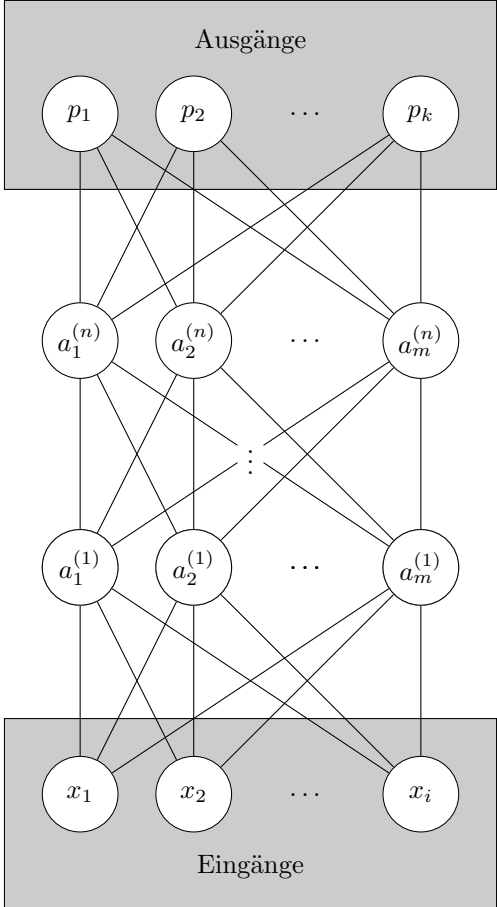 Ausgänge
p₁ p₂ ... pₖ
a₁⁽ⁿ⁾ a₂⁽ⁿ⁾ ... aₘ⁽ⁿ⁾
⋮
a₁⁽¹⁾ a₂⁽¹⁾ ... aₘ⁽¹⁾
x₁ x₂ ... xᵢ
Eingänge